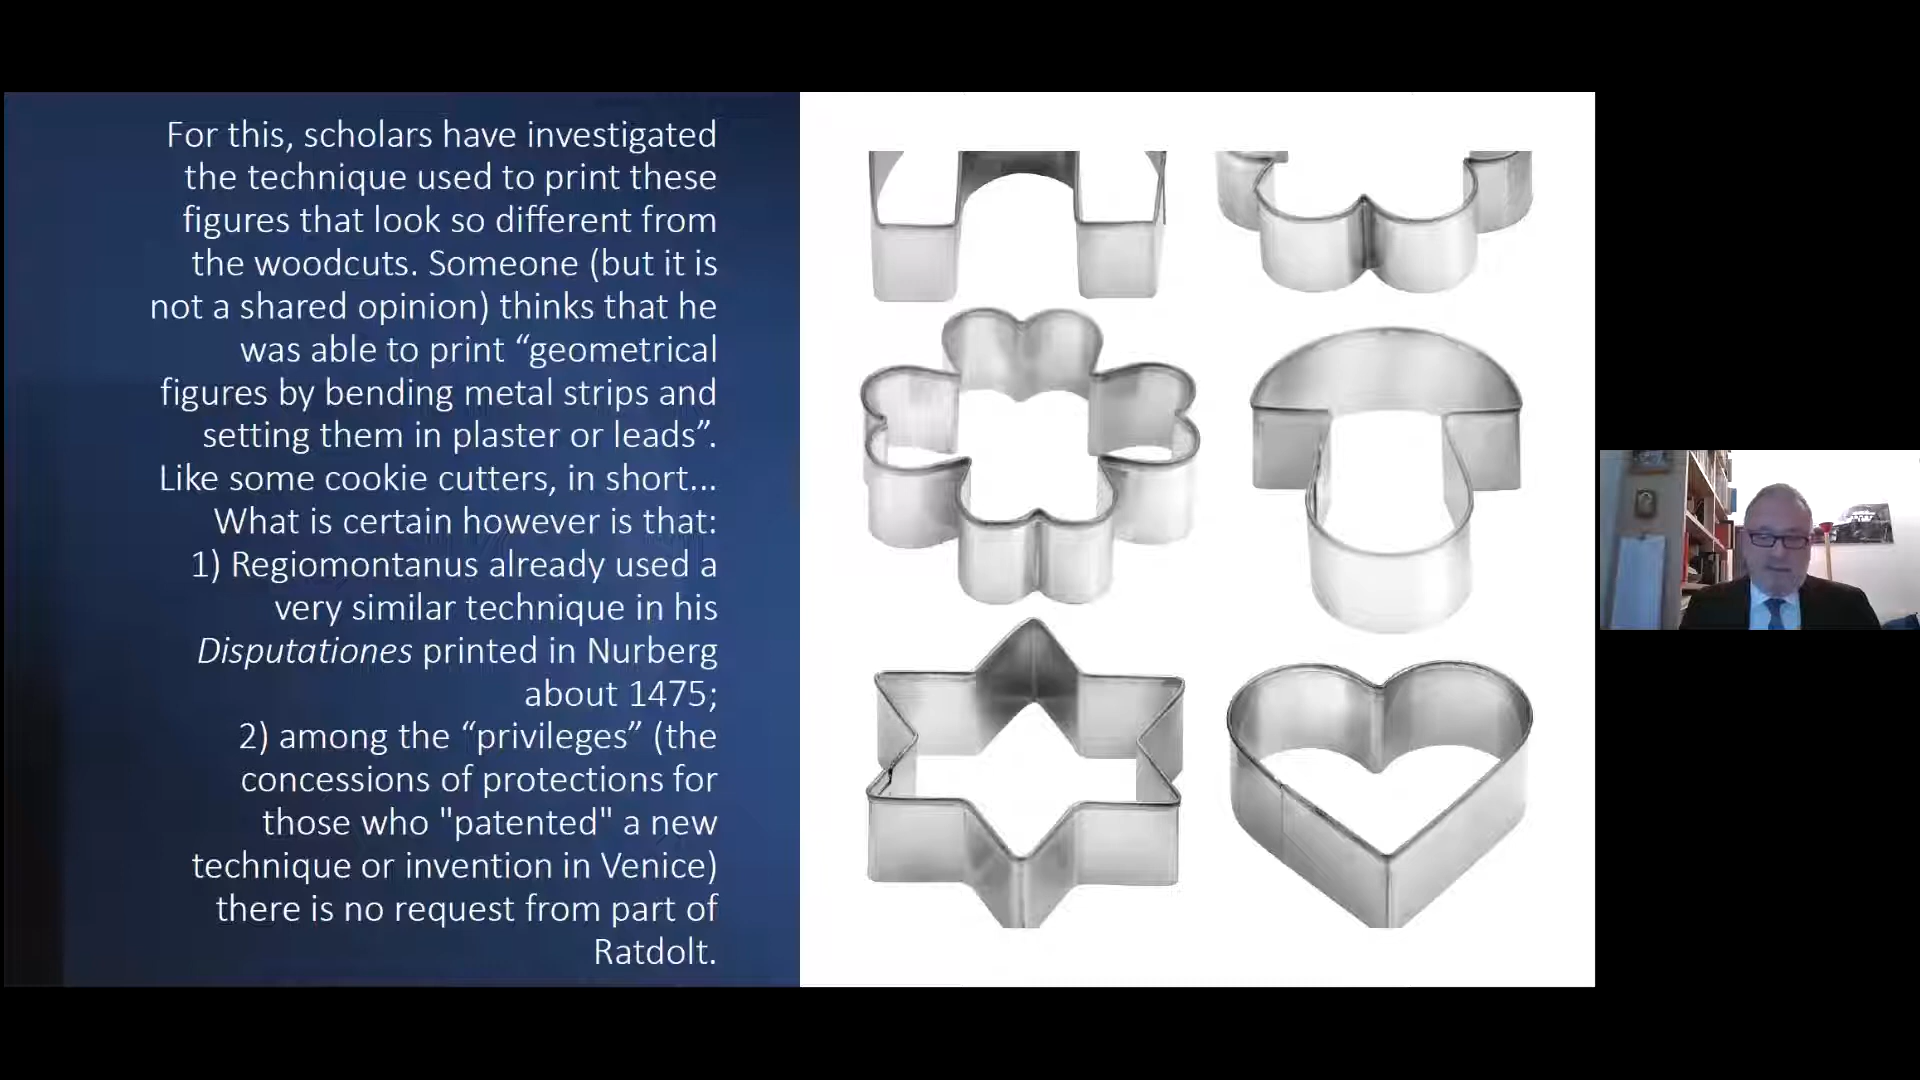 For this, scholars have investigated
the technique used to print these
figures that look so different from
the woodcuts. Someone (but it is
not a shared opinion) thinks that he
was able to print “geometrical
figures by bending metal strips and
setting them in plaster or leads”.
Like some cookie cutters, in short...
What is certain however is that:
1) Regiomontanus already used a
very similar technique in his
Disputationes printed in Nurberg
about 1475;
2) among the “privileges” (the
concessions of protections for
those who "patented" a new
technique or invention in Venice)
there is no request from part of
Ratdolt.